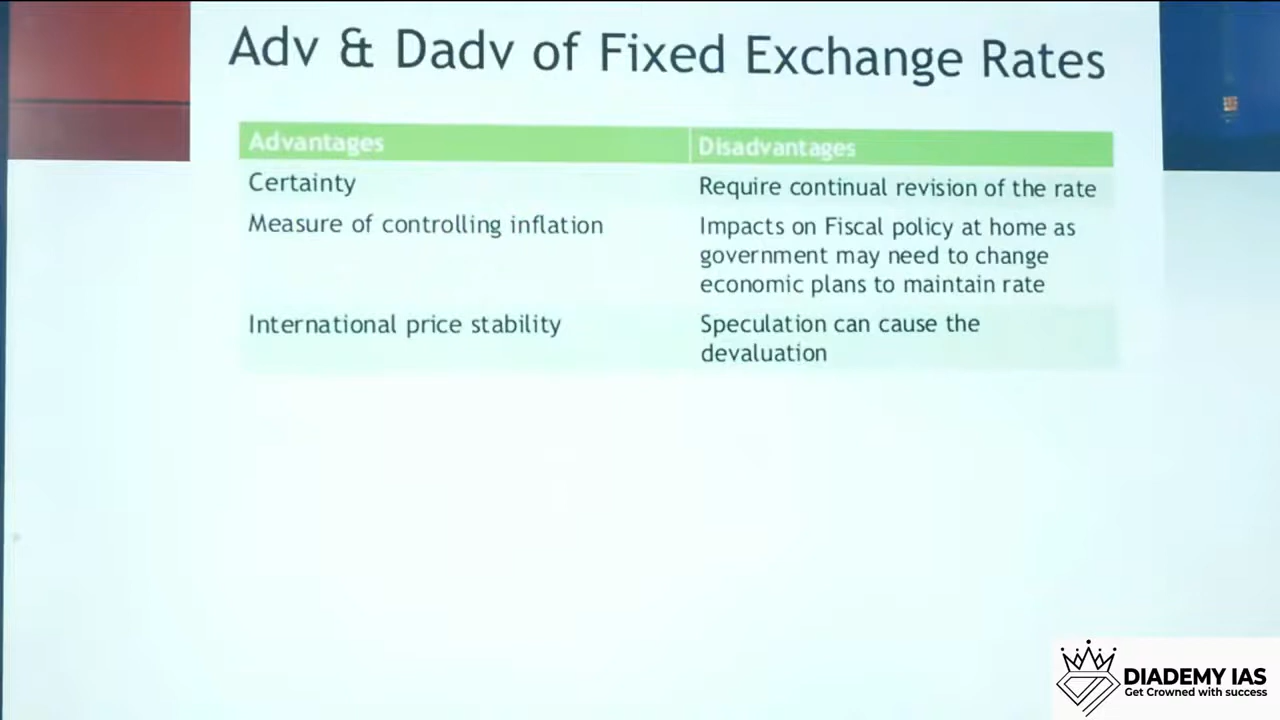 Adv & Dadv of Fixed Exchange Rates
Advantages
Disadvantages
Certainty
Require continual revision of the rate
Measure of controlling inflation
Impacts on Fiscal policy at home as
government may need to change
economic plans to maintain rate
International price stability
Speculation can cause the
devaluation
DIADEMY IAS
Get Crowned with success